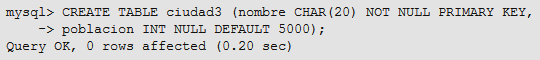 mysql> CREATE TABLE ciudad3 (nombre CHAR(20) NOT NULL PRIMARY KEY,
    -> poblacion INT NULL DEFAULT 5000);
Query OK, 0 rows affected (0.20 sec)